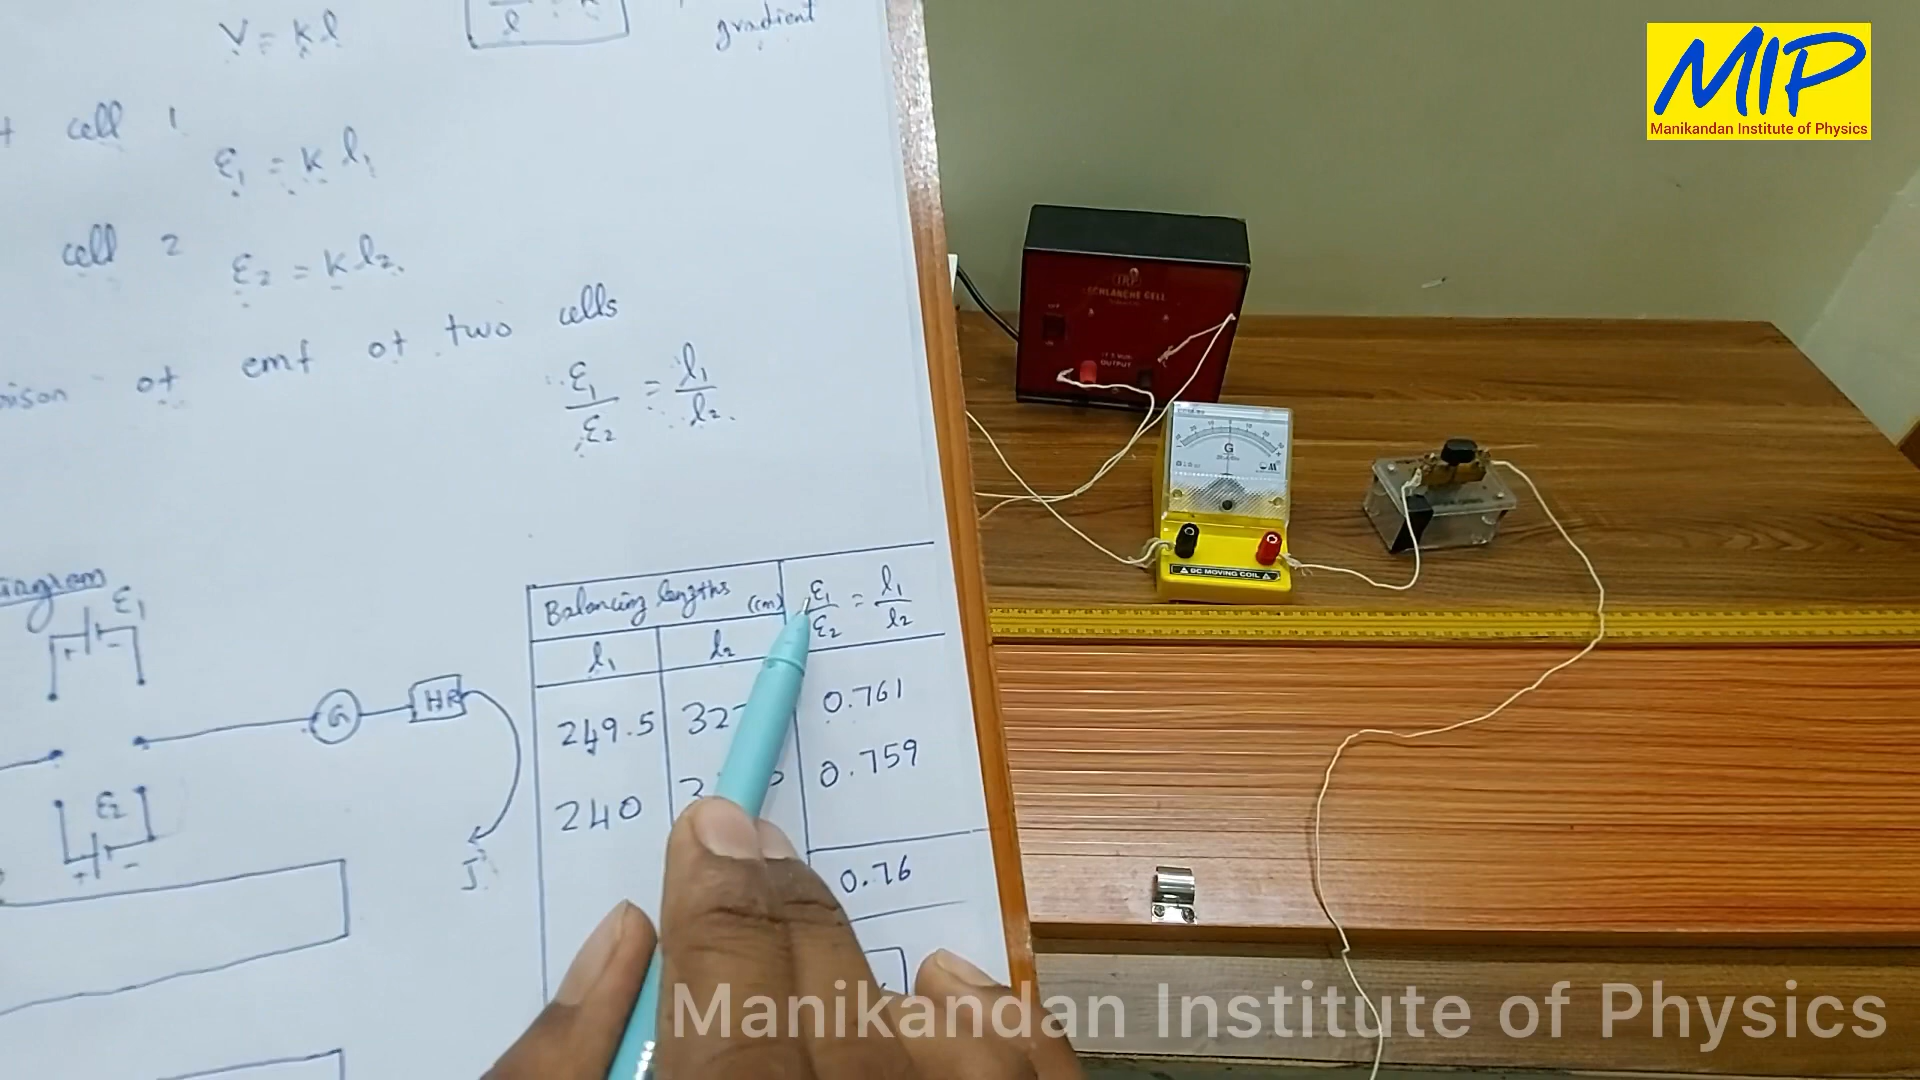 V = kl
l
gradient
cell 1
ε₁ = k l₁
cell 2
ε₂ = k l₂.
of emf of two cells
ε₁/ε₂ = l₁/l₂.
ε₁
G
HR
J
ε₂
Balancing lengths (cm)
ε₁/ε₂ = l₁/l₂
l₁ l₂
249.5 0.761
240 0.759
0.76
MIP
Manikandan Institute of Physics
OUTPUT
G
DC MOVING COIL
Manikandan Institute of Physics